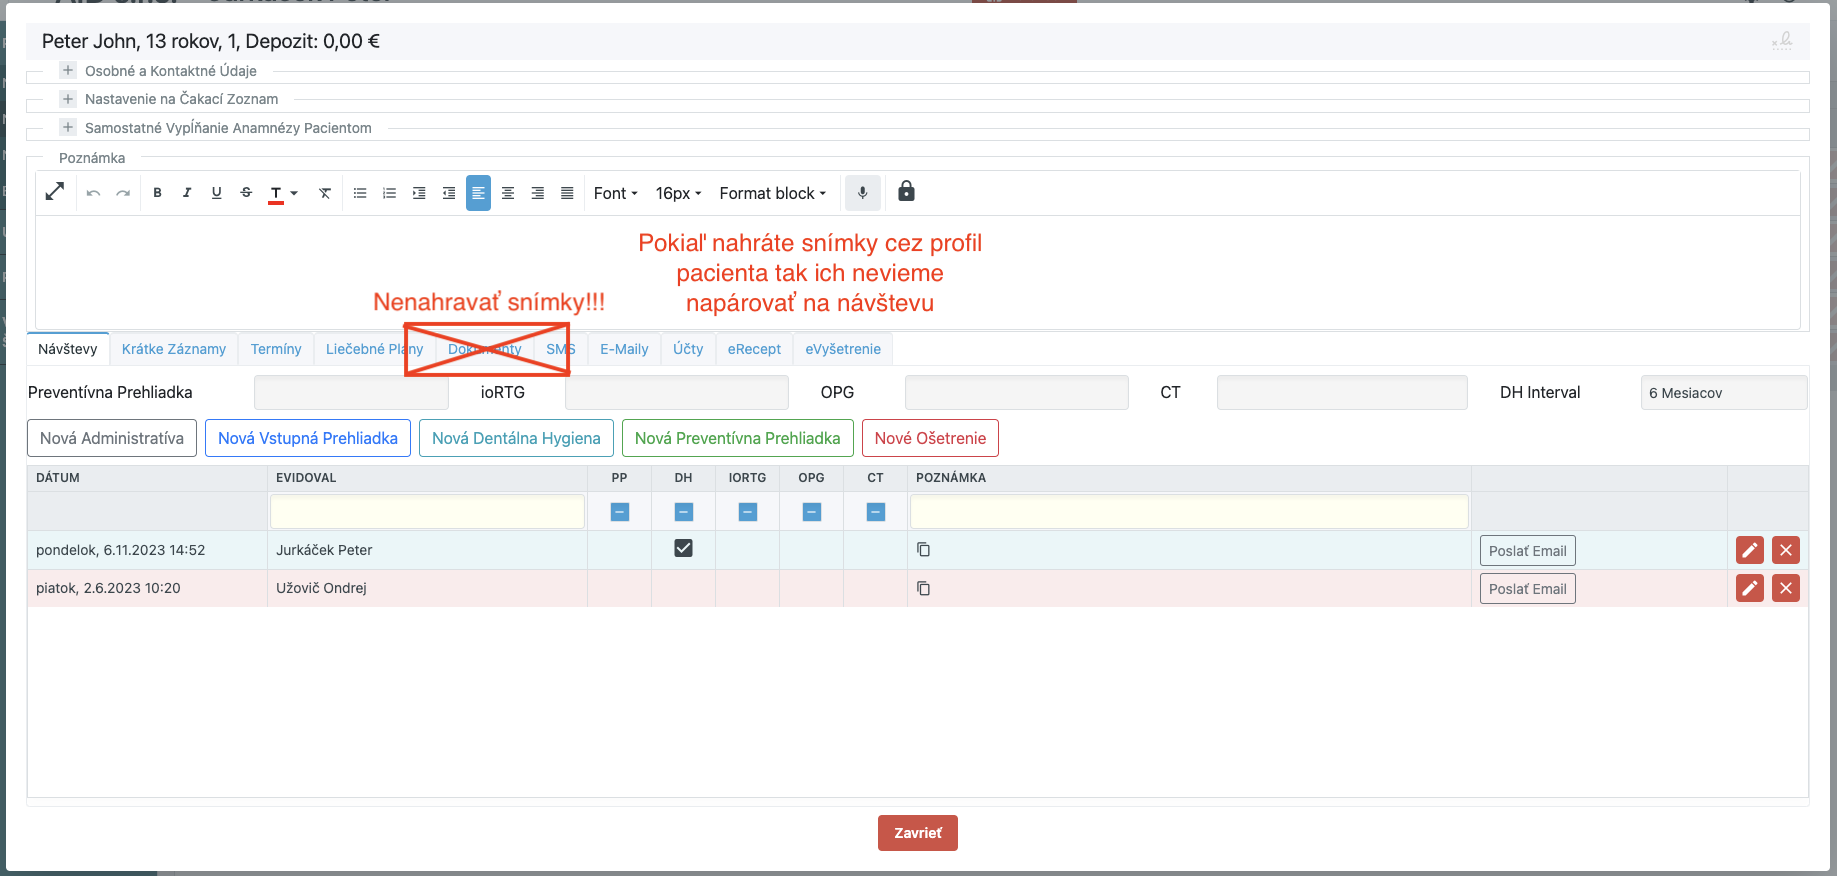 Peter John, 13 rokov, 1, Depozit: 0,00 €
Osobné a Kontaktné Údaje
Nastavenie na Čakací Zoznam
Samostatné Vypĺňanie Anamnézy Pacientom
Poznámka
B I U S T Font 16px Format block
Pokiaľ nahráte snímky cez profil
pacienta tak ich nevieme
napárovať na návštevu
Nenahravať snímky!!!
Návštevy Krátke Záznamy Termíny Liečebné Plány Dokumenty SMS E-Maily Účty eRecept eVyšetrenie
Preventívna Prehliadka ioRTG OPG CT DH Interval 6 Mesiacov
Nová Administratíva Nová Vstupná Prehliadka Nová Dentálna Hygiena Nová Preventívna Prehliadka Nové Ošetrenie
DÁTUM EVIDOVAL PP DH IORTG OPG CT POZNÁMKA
pondelok, 6.11.2023 14:52 Jurkáček Peter Poslať Email
piatok, 2.6.2023 10:20 Užovič Ondrej Poslať Email
Zavrieť